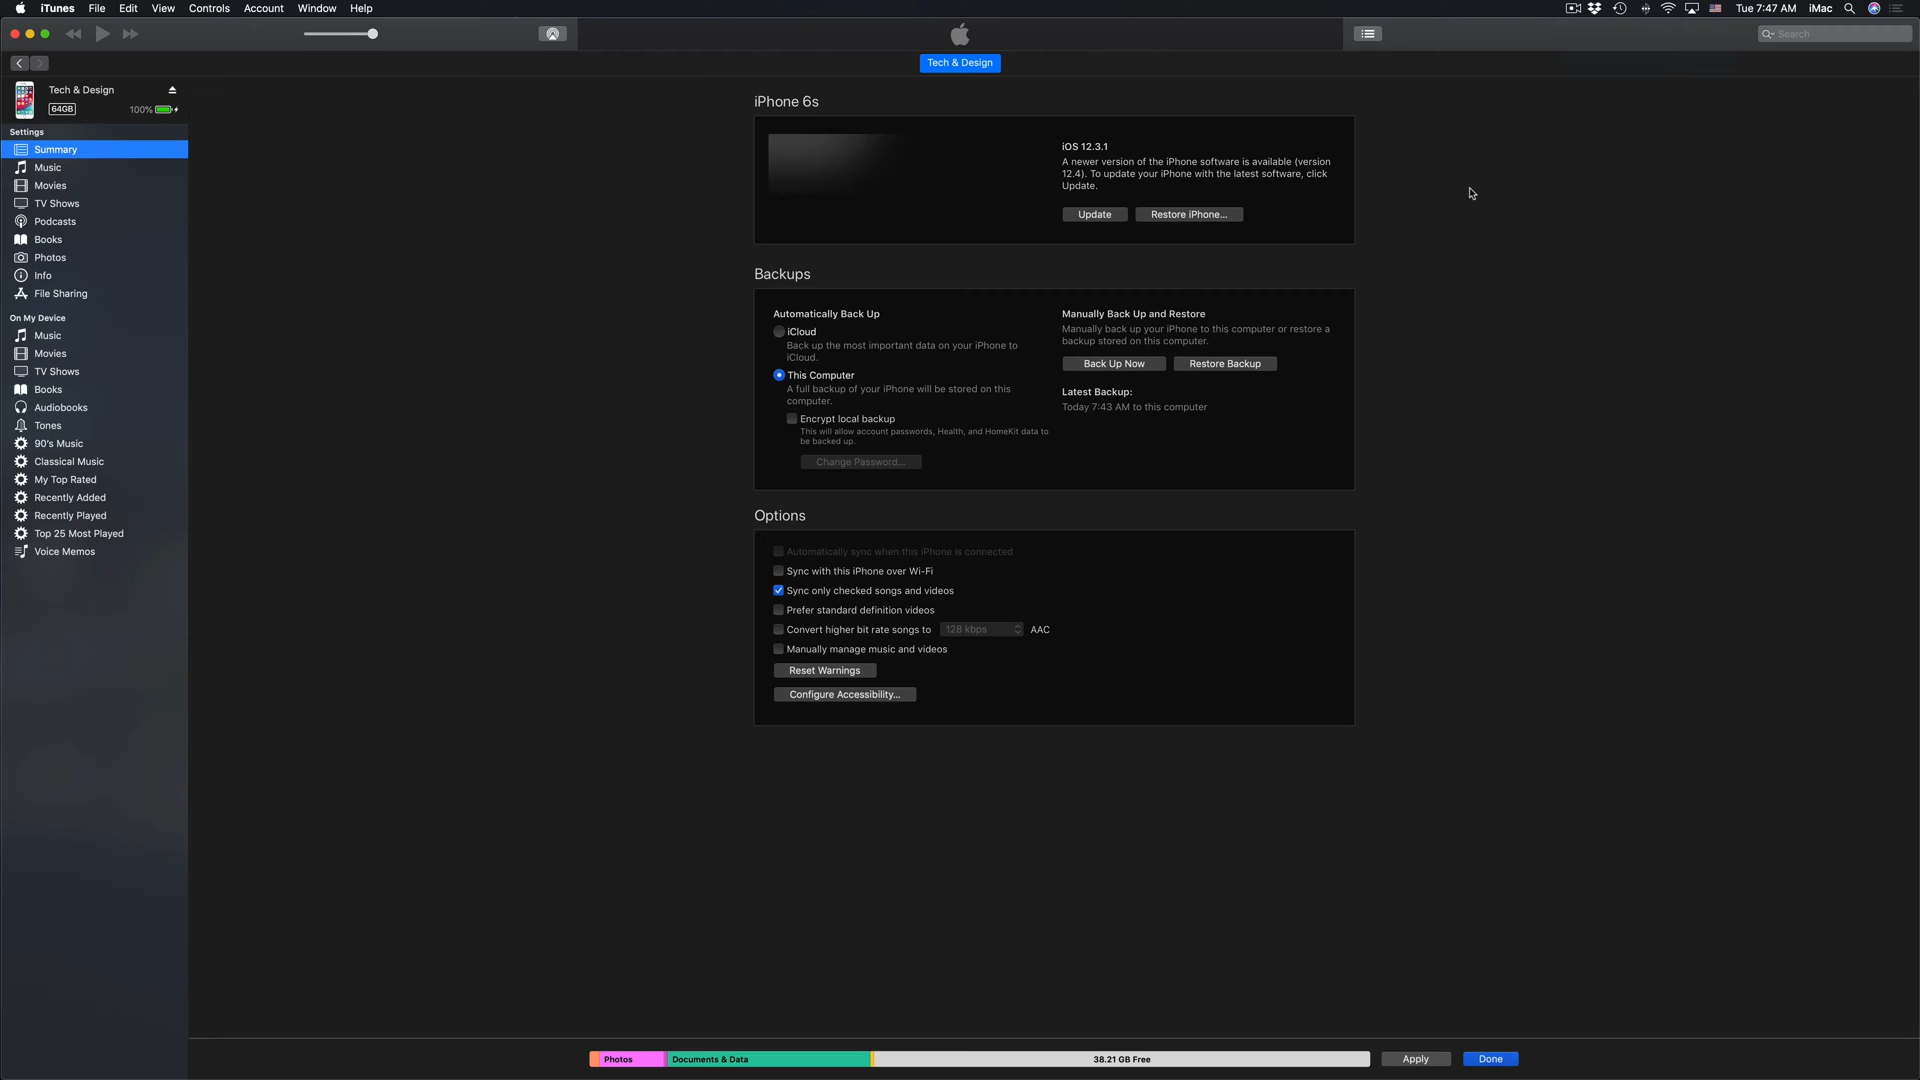 iTunes File Edit View Controls Account Window Help Tue 7:47 AM iMac
Search
Tech & Design
Tech & Design
64GB 100%
Settings
Summary
Music
Movies
TV Shows
Podcasts
Books
Photos
Info
File Sharing
On My Device
Music
Movies
TV Shows
Books
Audiobooks
Tones
90's Music
Classical Music
My Top Rated
Recently Added
Recently Played
Top 25 Most Played
Voice Memos
iPhone 6s
iOS 12.3.1
A newer version of the iPhone software is available (version
12.4). To update your iPhone with the latest software, click
Update.
Update Restore iPhone...
Backups
Automatically Back Up
iCloud
Back up the most important data on your iPhone to
iCloud.
This Computer
A full backup of your iPhone will be stored on this
computer.
Encrypt local backup
This will allow account passwords, Health, and HomeKit data to
be backed up.
Change Password...
Manually Back Up and Restore
Manually back up your iPhone to this computer or restore a
backup stored on this computer.
Back Up Now Restore Backup
Latest Backup:
Today 7:43 AM to this computer
Options
Automatically sync when this iPhone is connected
Sync with this iPhone over Wi-Fi
Sync only checked songs and videos
Prefer standard definition videos
Convert higher bit rate songs to 128 kbps AAC
Manually manage music and videos
Reset Warnings
Configure Accessibility...
Photos Documents & Data 38.21 GB Free Apply Done